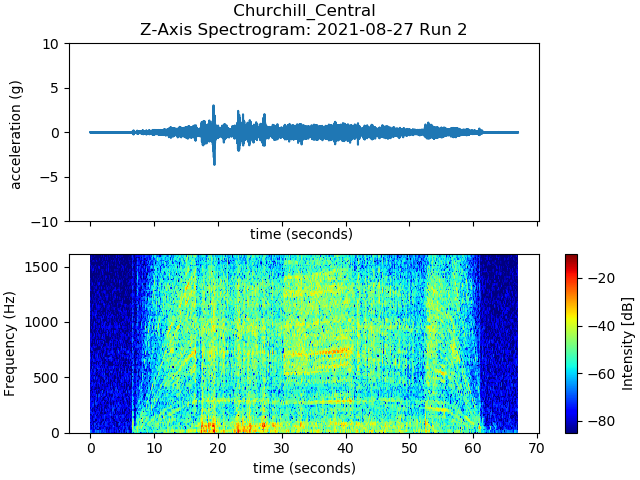 Churchill_Central
Z-Axis Spectrogram: 2021-08-27 Run 2
10
5
0
−5
−10
acceleration (g)
time (seconds)
1500
1000
500
0
Frequency (Hz)
0 10 20 30 40 50 60 70
time (seconds)
−20
−40
−60
−80
Intensity [dB]